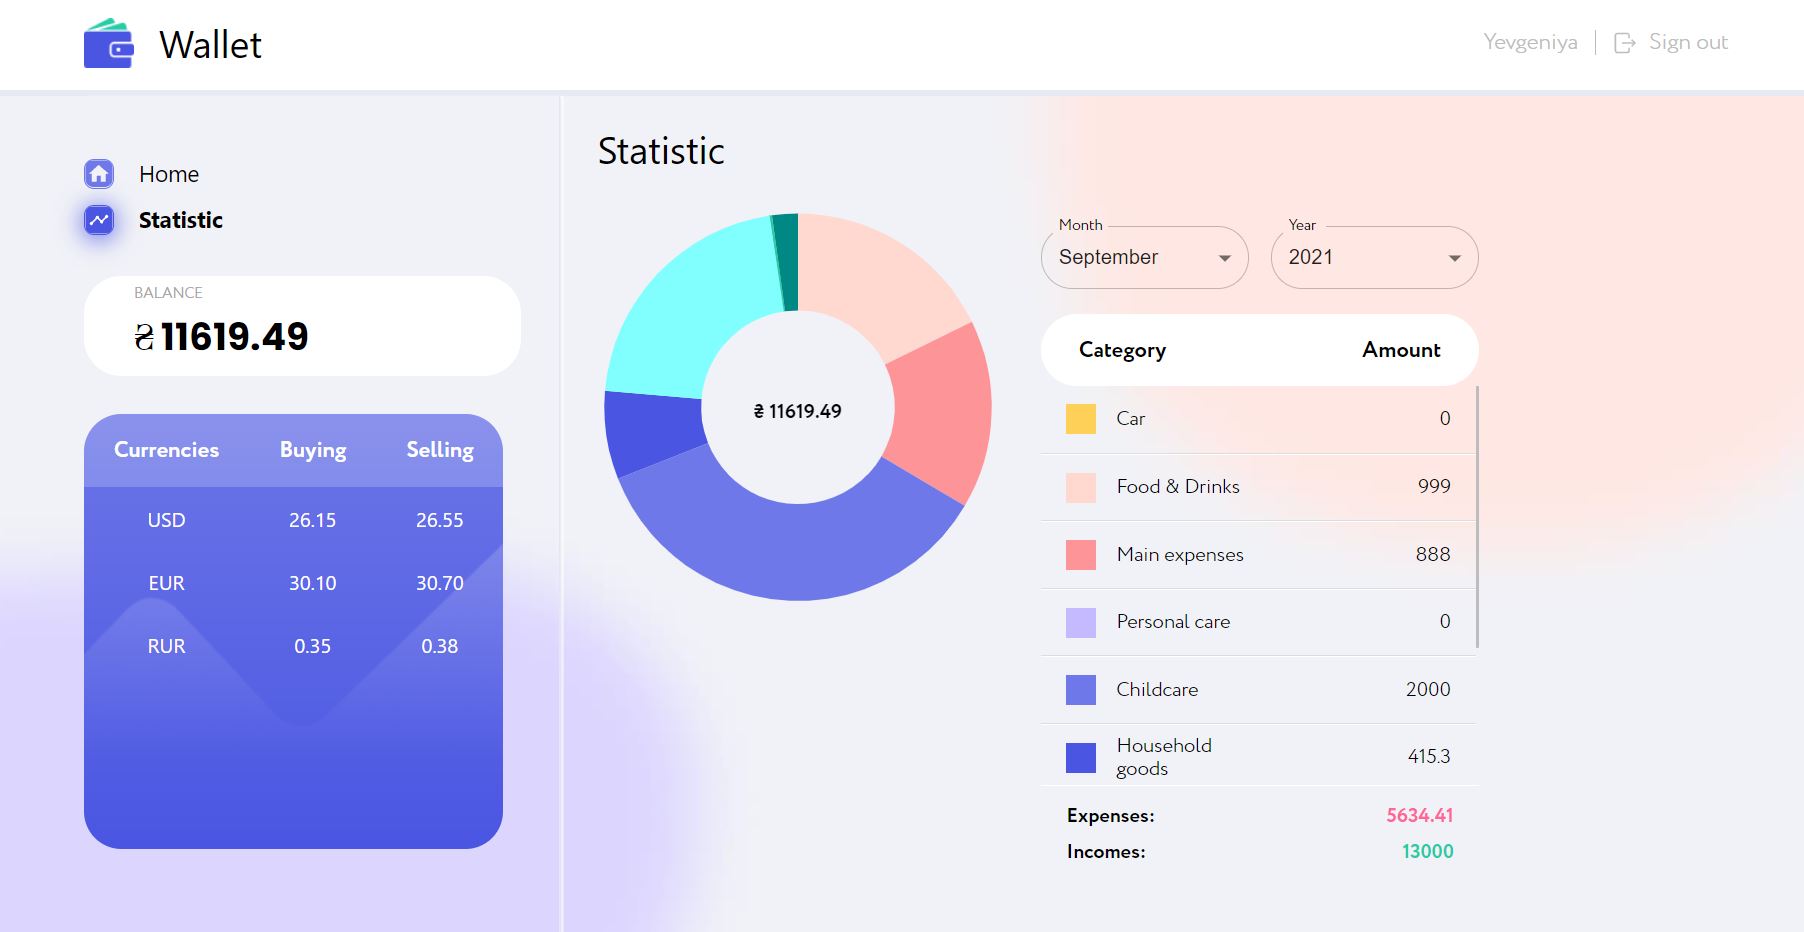 Wallet
Yevgeniya
Sign out
Home
Statistic
BALANCE
₴ 11619.49
Currencies Buying Selling
USD 26.15 26.55
EUR 30.10 30.70
RUR 0.35 0.38
Statistic
₴ 11619.49
Month
September
Year
2021
Category Amount
Car 0
Food & Drinks 999
Main expenses 888
Personal care 0
Childcare 2000
Household
goods 415.3
Expenses: 5634.41
Incomes: 13000